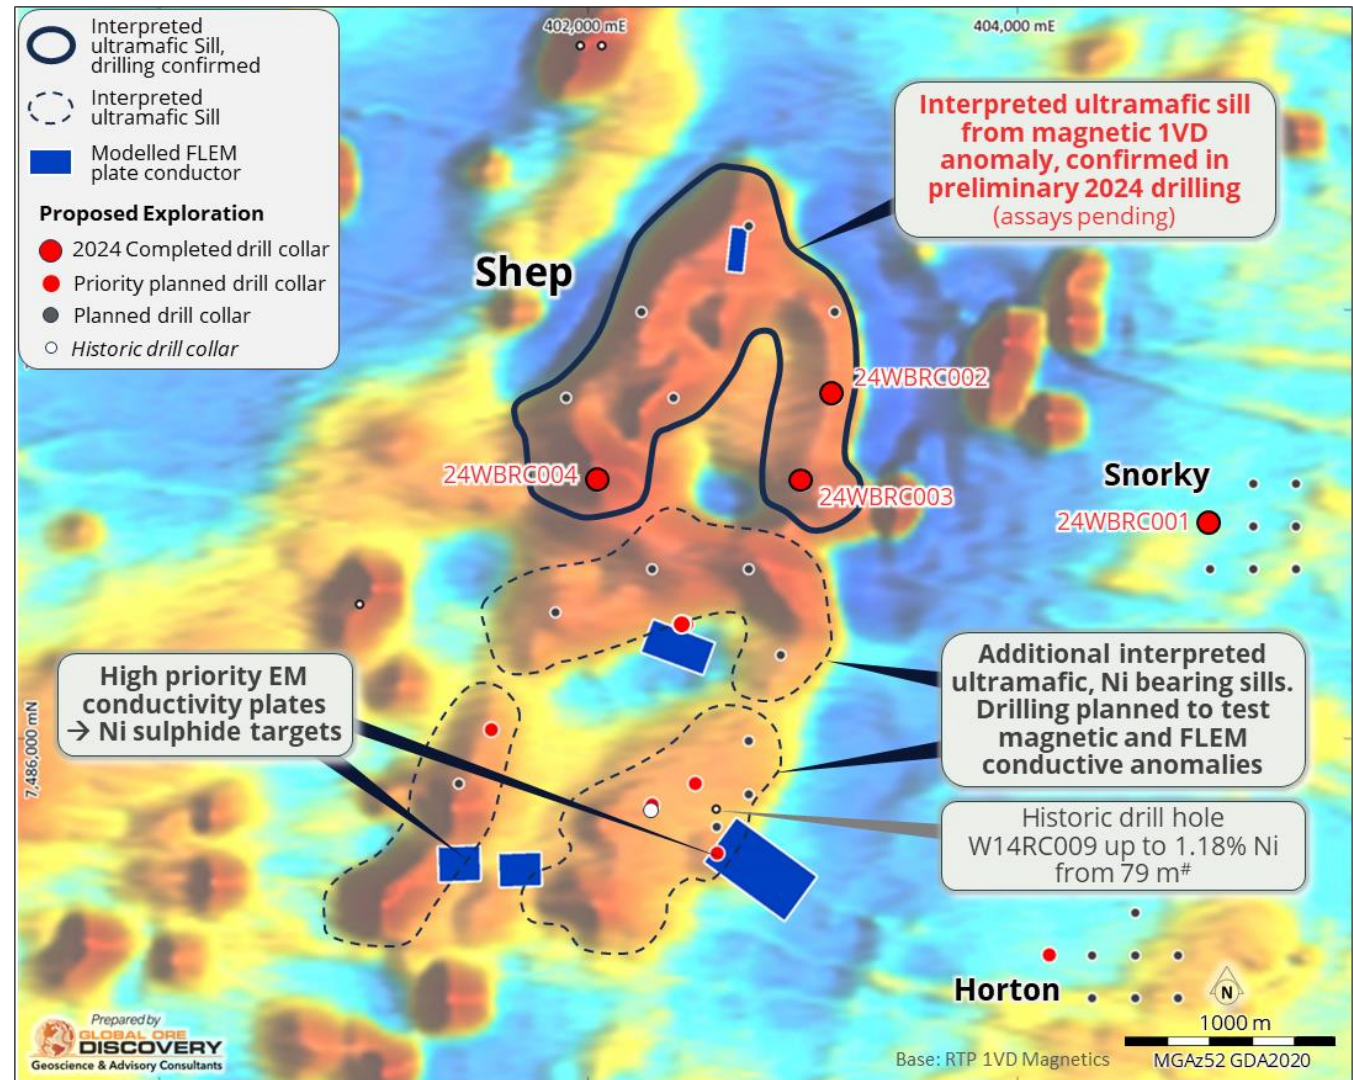 Interpreted
ultramafic Sill,
drilling confirmed
Interpreted
ultramafic Sill
Modelled FLEM
plate conductor
Proposed Exploration
2024 Completed drill collar
Priority planned drill collar
Planned drill collar
Historic drill collar
402,000 mE
404,000 mE
Interpreted ultramafic sill
from magnetic 1VD
anomaly, confirmed in
preliminary 2024 drilling
(assays pending)
Shep
24WBRC002
24WBRC004
24WBRC003
Snorky
24WBRC001
High priority EM
conductivity plates
→ Ni sulphide targets
Additional interpreted
ultramafic, Ni bearing sills.
Drilling planned to test
magnetic and FLEM
conductive anomalies
7,486,000 mN
Historic drill hole
W14RC009 up to 1.18% Ni
from 79 m#
Horton
N
1000 m
Base: RTP 1VD Magnetics
MGAz52 GDA2020
Prepared by
GLOBAL ORE
DISCOVERY
Geoscience & Advisory Consultants